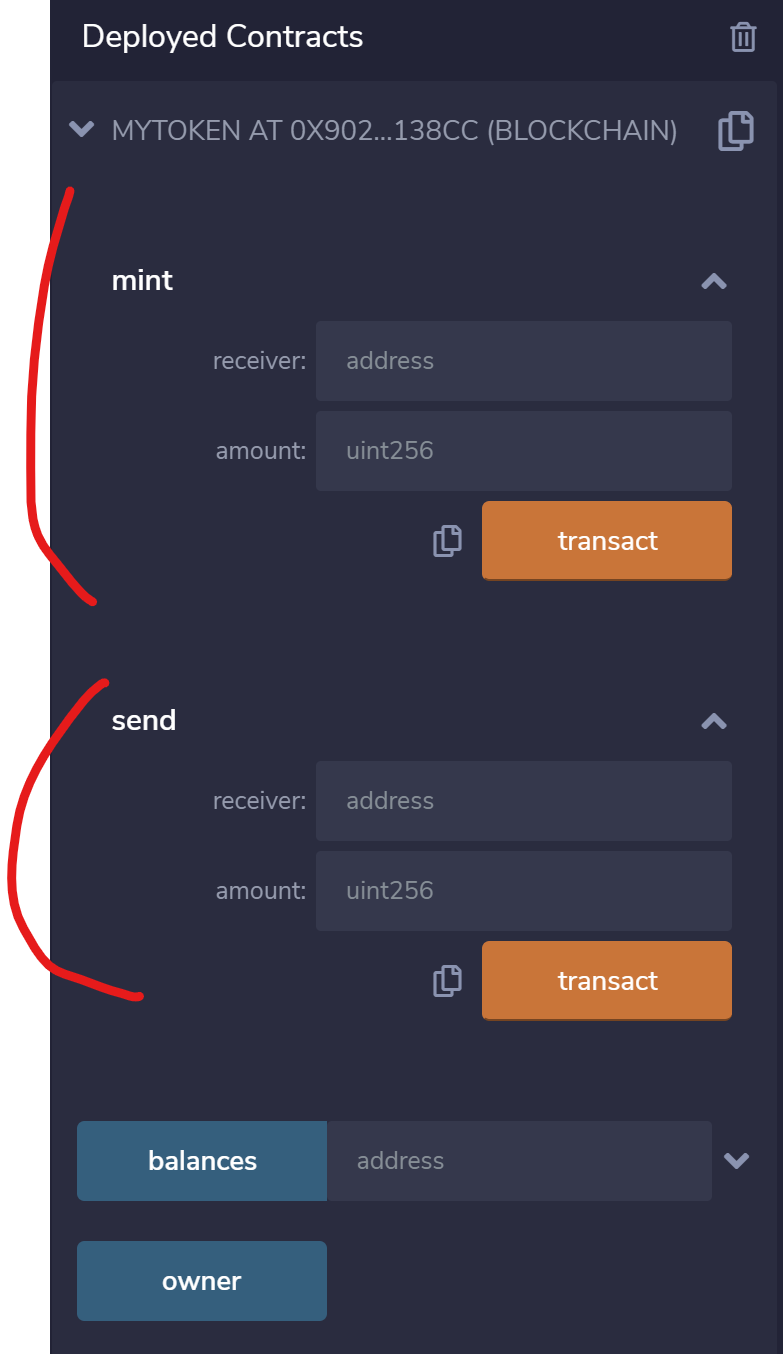 Deployed Contracts
MYTOKEN AT 0X902...138CC (BLOCKCHAIN)
mint
receiver: address
amount: uint256
transact
send
receiver: address
amount: uint256
transact
balances address
owner